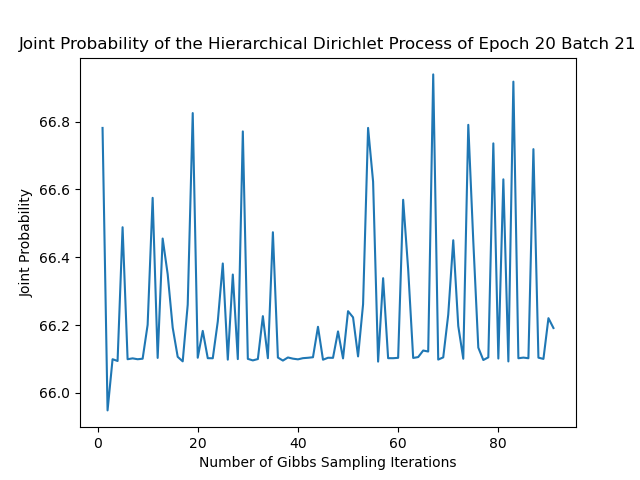 Joint Probability of the Hierarchical Dirichlet Process of Epoch 20 Batch 21
66.8
66.6
66.4
66.2
66.0
Joint Probability
0 20 40 60 80
Number of Gibbs Sampling Iterations